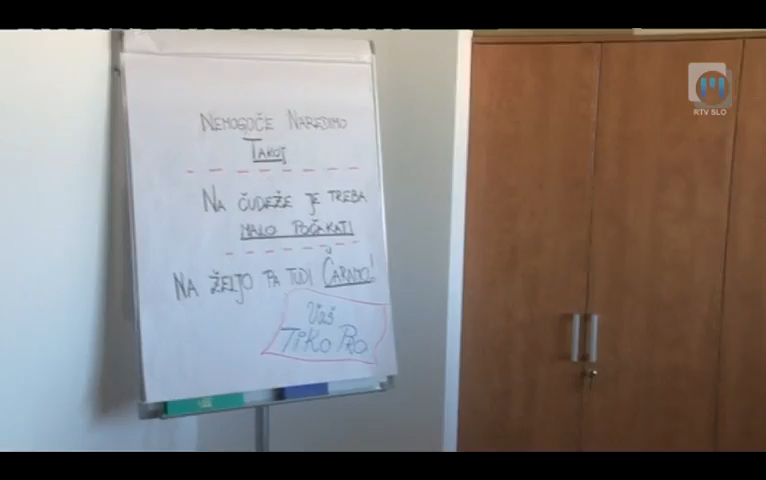 NEMOGOČE NAREDIMO
TAKOJ
NA ČUDEŽE JE TREBA
MALO POČAKATI
NA ŽELJO PA TUDI ČARAMO!
Vaš
TiKo PRo
RTV SLO